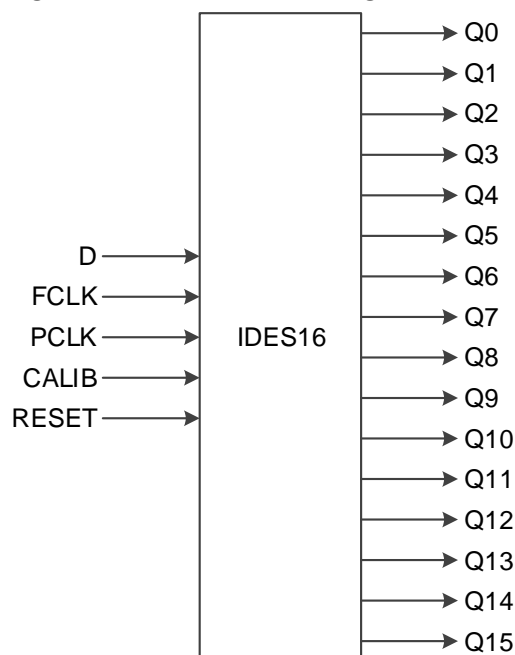 Q0
Q1
Q2
Q3
Q4
Q5
D
Q6
FCLK
Q7
PCLK
IDES16
Q8
CALIB
Q9
RESET
Q10
Q11
Q12
Q13
Q14
Q15